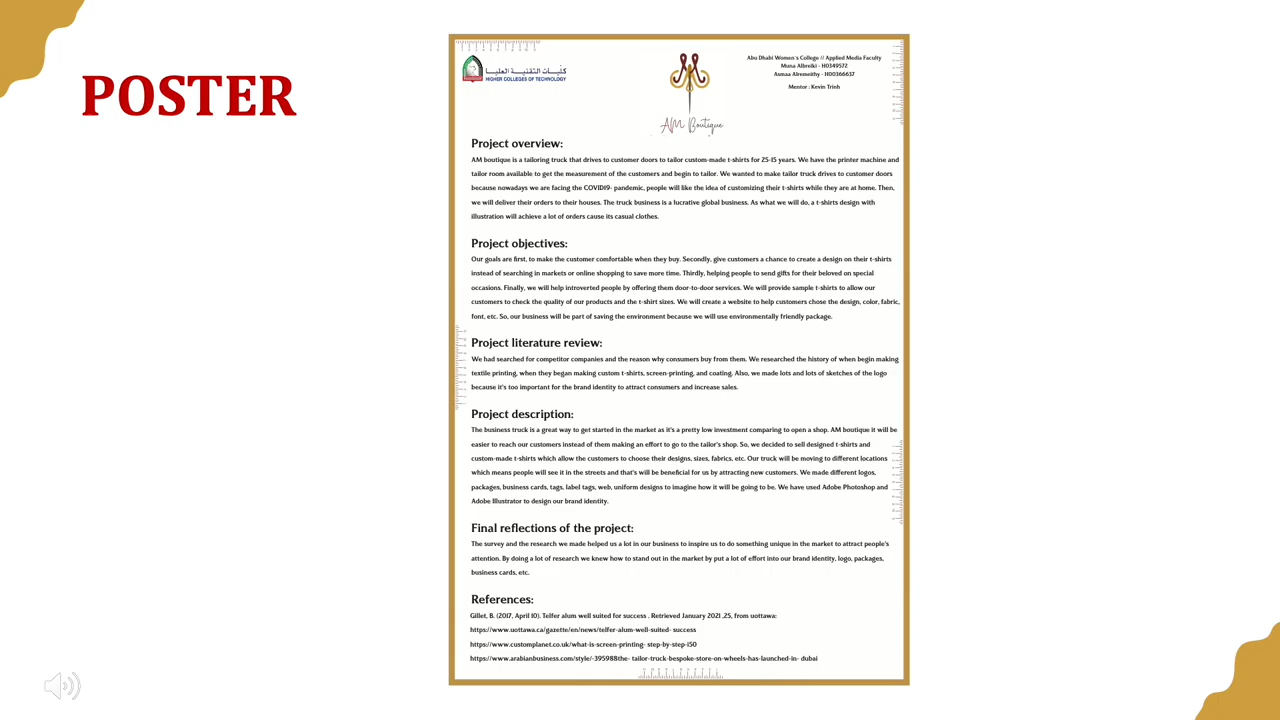 POSTER
كليات التقنية العليا
HIGHER COLLEGES OF TECHNOLOGY
AM Boutique
Abu Dhabi Women's College // Applied Media Faculty
Muna Albreiki - H0349572
Asmaa Alremeithy - H00366637
Mentor : Kevin Trinh
Project overview:
AM boutique is a tailoring truck that drives to customer doors to tailor custom-made t-shirts for 25-15 years. We have the printer machine and
tailor room available to get the measurement of the customers and begin to tailor. We wanted to make tailor truck drives to customer doors
because nowadays we are facing the COVID19- pandemic, people will like the idea of customizing their t-shirts while they are at home. Then,
we will deliver their orders to their houses. The truck business is a lucrative global business. As what we will do, a t-shirts design with
illustration will achieve a lot of orders cause its casual clothes.
Project objectives:
Our goals are first, to make the customer comfortable when they buy. Secondly, give customers a chance to create a design on their t-shirts
instead of searching in markets or online shopping to save more time. Thirdly, helping people to send gifts for their beloved on special
occasions. Finally, we will help introverted people by offering them door-to-door services. We will provide sample t-shirts to allow our
customers to check the quality of our products and the t-shirt sizes. We will create a website to help customers chose the design, color, fabric,
font, etc. So, our business will be part of saving the environment because we will use environmentally friendly package.
Project literature review:
We had searched for competitor companies and the reason why consumers buy from them. We researched the history of when begin making
textile printing, when they began making custom t-shirts, screen-printing, and coating. Also, we made lots and lots of sketches of the logo
because it's too important for the brand identity to attract consumers and increase sales.
Project description:
The business truck is a great way to get started in the market as it's a pretty low investment comparing to open a shop. AM boutique it will be
easier to reach our customers instead of them making an effort to go to the tailor's shop. So, we decided to sell designed t-shirts and
custom-made t-shirts which allow the customers to choose their designs, sizes, fabrics, etc. Our truck will be moving to different locations
which means people will see it in the streets and that's will be beneficial for us by attracting new customers. We made different logos,
packages, business cards, tags, label tags, web, uniform designs to imagine how it will be going to be. We have used Adobe Photoshop and
Adobe Illustrator to design our brand identity.
Final reflections of the project:
The survey and the research we made helped us a lot in our business to inspire us to do something unique in the market to attract people's
attention. By doing a lot of research we knew how to stand out in the market by put a lot of effort into our brand identity, logo, packages,
business cards, etc.
References:
Gillet, B. (2017, April 10). Telfer alum well suited for success . Retrieved January 2021 ,25, from uottawa:
https://www.uottawa.ca/gazette/en/news/telfer-alum-well-suited- success
https://www.customplanet.co.uk/what-is-screen-printing- step-by-step-i50
https://www.arabianbusiness.com/style/-395988the- tailor-truck-bespoke-store-on-wheels-has-launched-in- dubai